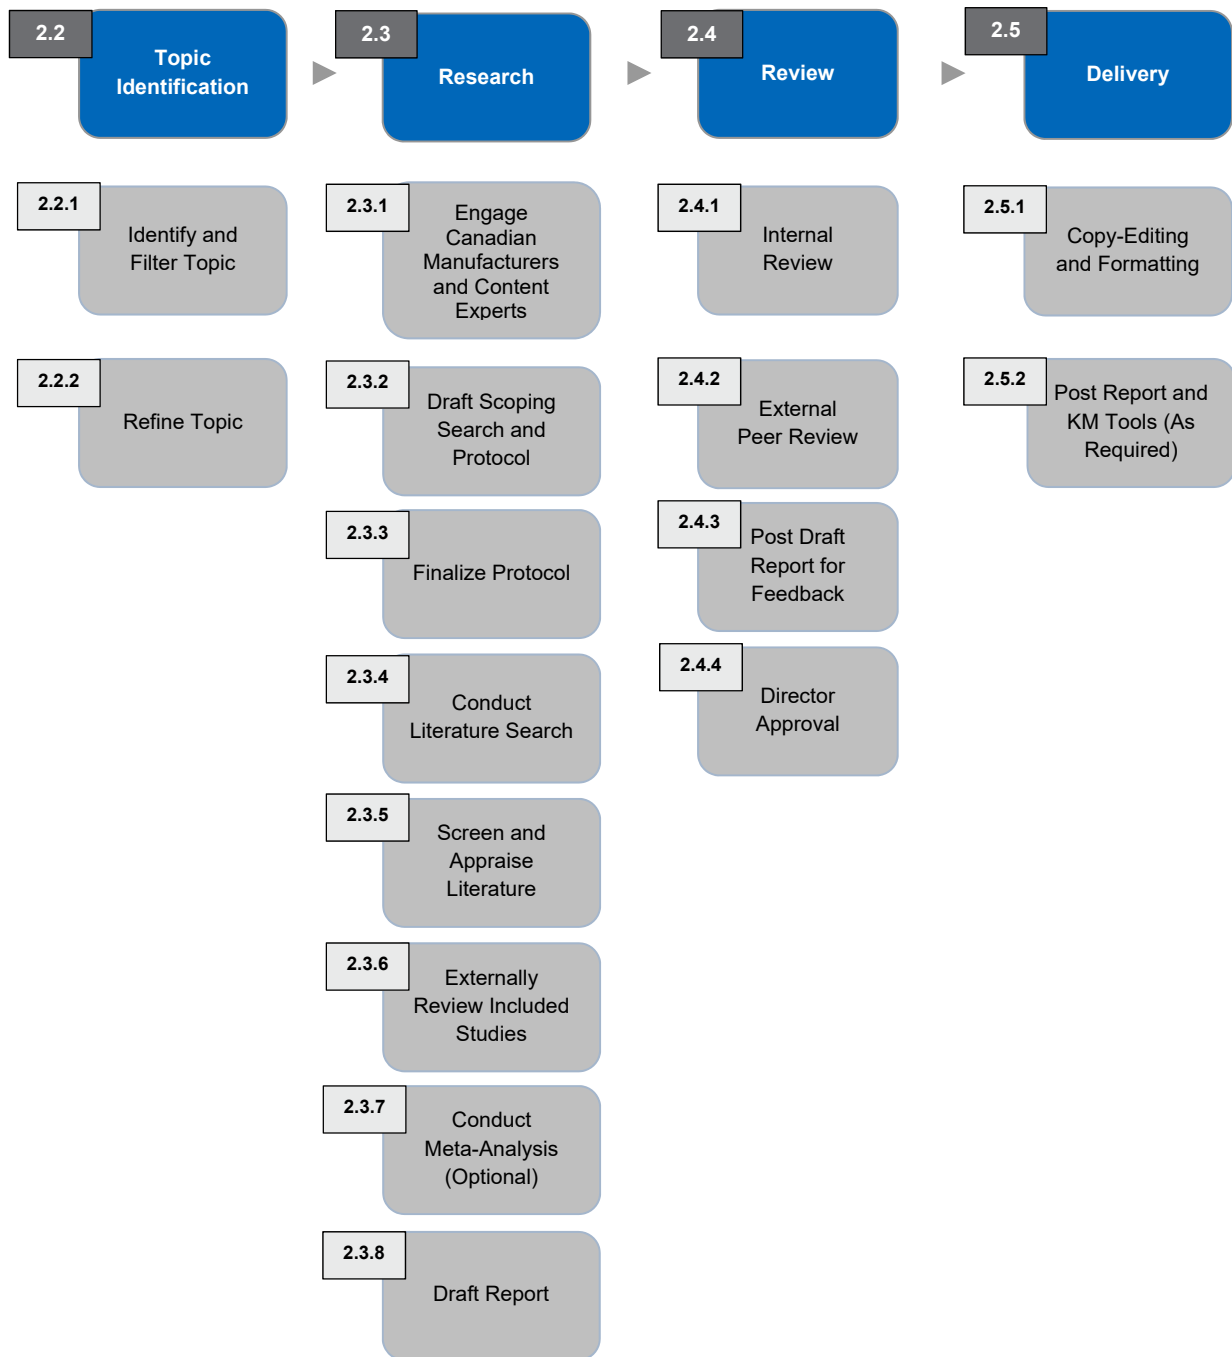 2.2
Topic
Identification
2.3
Research
2.4
Review
2.5
Delivery
2.2.1
Identify and
Filter Topic
2.2.2
Refine Topic
2.3.1
Engage
Canadian
Manufacturers
and Content
Experts
2.3.2
Draft Scoping
Search and
Protocol
2.3.3
Finalize Protocol
2.3.4
Conduct
Literature Search
2.3.5
Screen and
Appraise
Literature
2.3.6
Externally
Review Included
Studies
2.3.7
Conduct
Meta-Analysis
(Optional)
2.3.8
Draft Report
2.4.1
Internal
Review
2.4.2
External
Peer Review
2.4.3
Post Draft
Report for
Feedback
2.4.4
Director
Approval
2.5.1
Copy-Editing
and Formatting
2.5.2
Post Report and
KM Tools (As
Required)